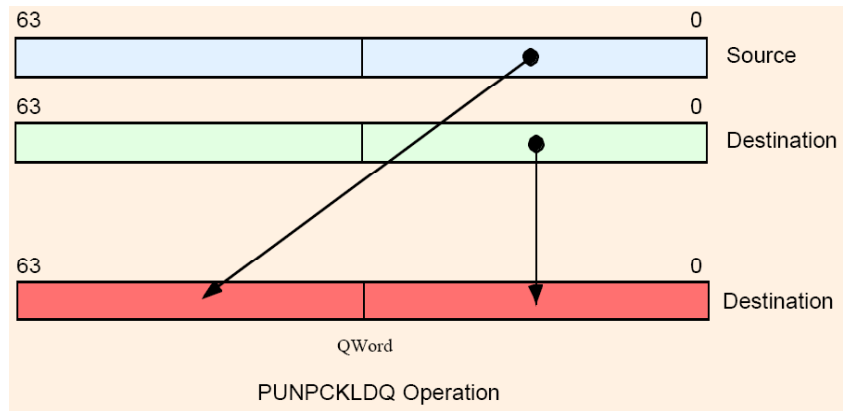 63 0
Source
63 0
Destination
63 0
Destination
QWord
PUNPCKLDQ Operation